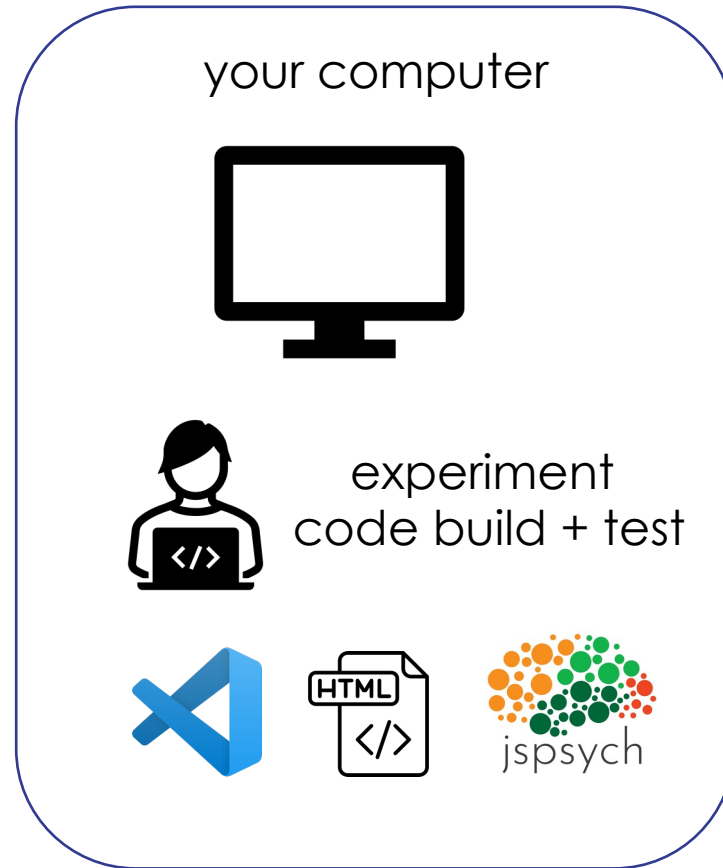 your computer
experiment
code build + test
</>
HTML
</>
jspsych